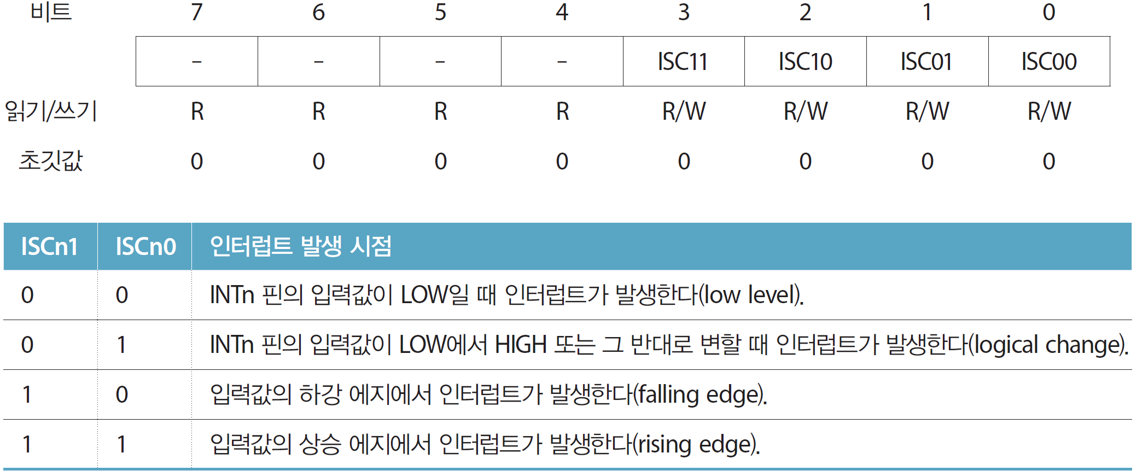 비트 7 6 5 4 3 2 1 0
– – – – ISC11 ISC10 ISC01 ISC00
읽기/쓰기 R R R R R/W R/W R/W R/W
초깃값 0 0 0 0 0 0 0 0
ISCn1 ISCn0 인터럽트 발생 시점
0 0 INTn 핀의 입력값이 LOW일 때 인터럽트가 발생한다(low level).
0 1 INTn 핀의 입력값이 LOW에서 HIGH 또는 그 반대로 변할 때 인터럽트가 발생한다(logical change).
1 0 입력값의 하강 에지에서 인터럽트가 발생한다(falling edge).
1 1 입력값의 상승 에지에서 인터럽트가 발생한다(rising edge).